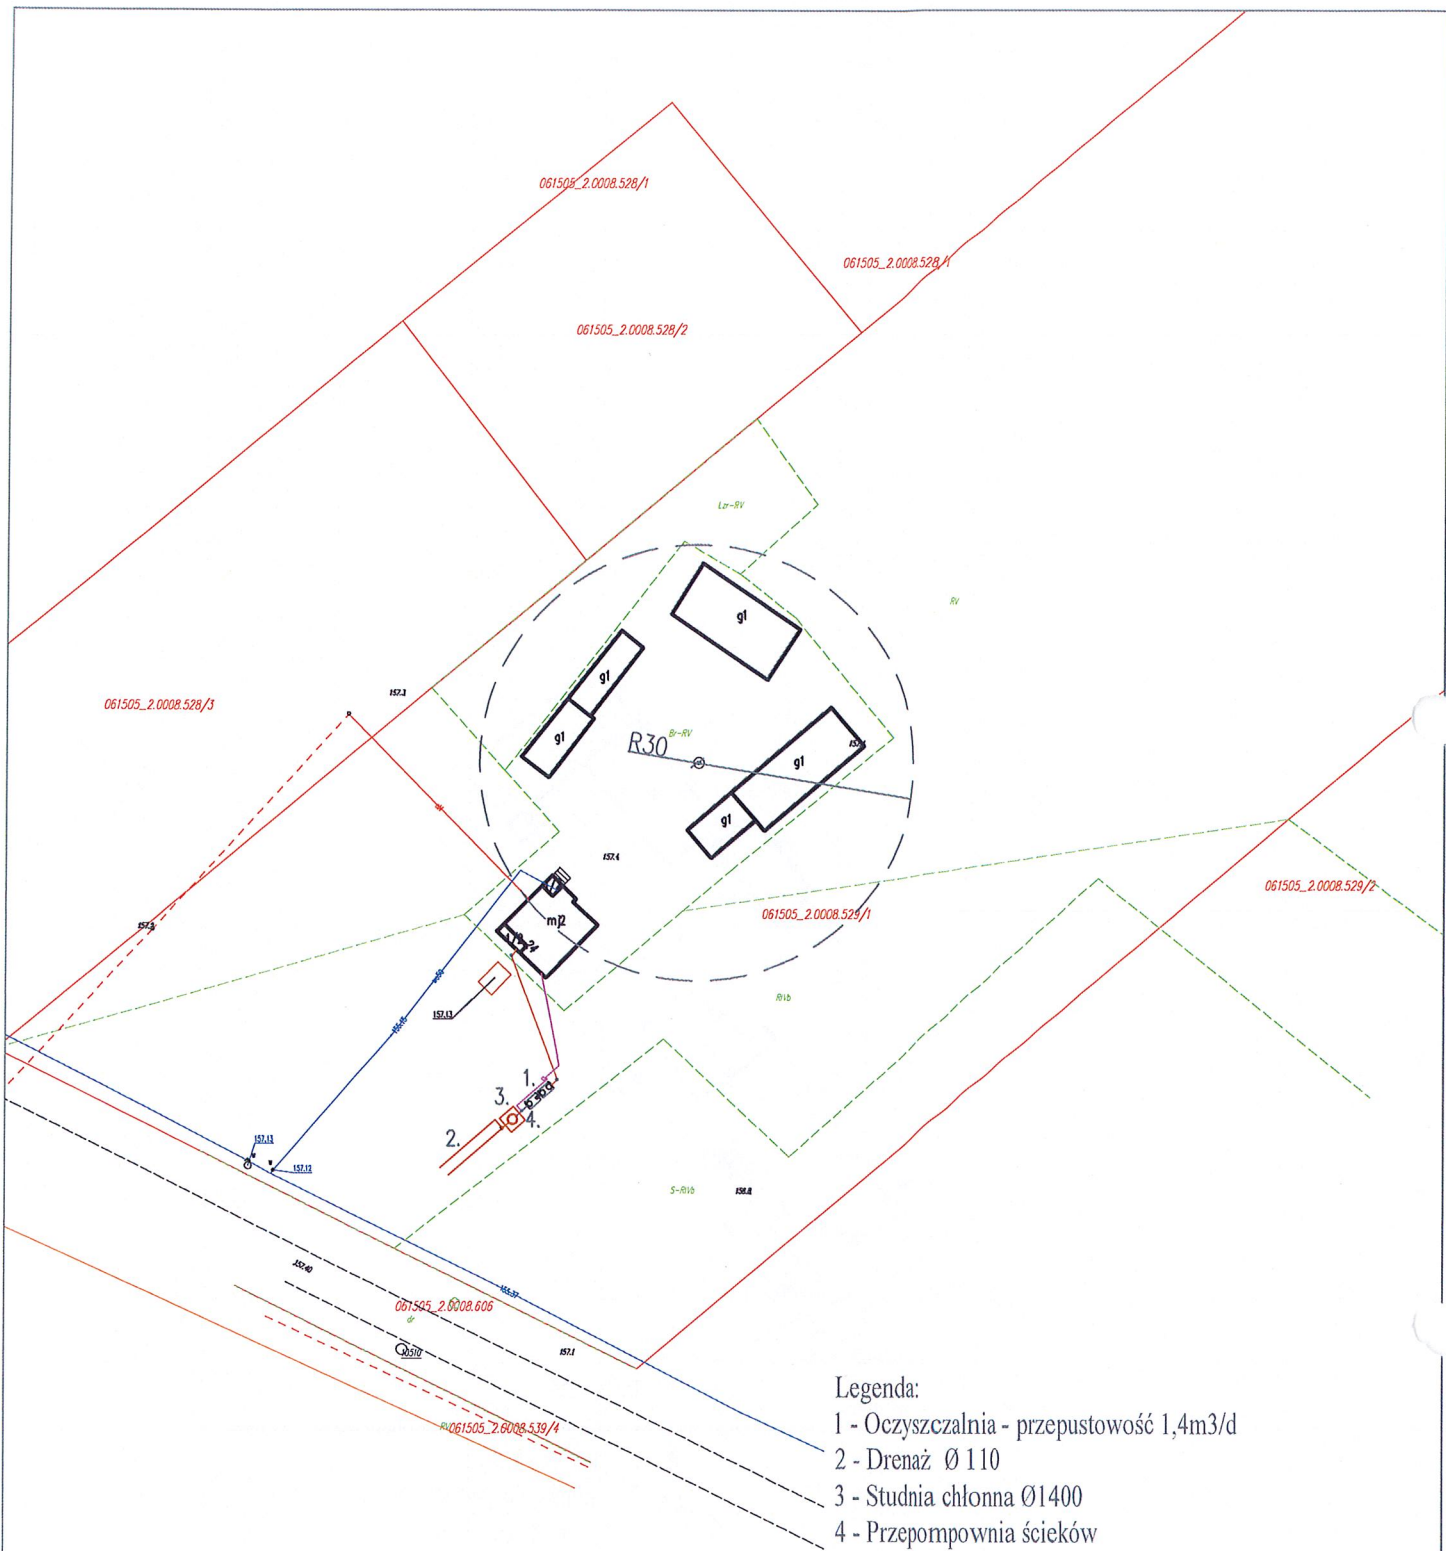 061505_2.0008.528/1
061505_2.0008.528/1
061505_2.0008.528/2
Lzr-RV
RV
g1
g1
157.3
061505_2.0008.528/3
g1
Br-RV
R30
g1
g1
157.4
061505_2.0008.529/2
061505_2.0008.529/1
mj2
RIVb
157.13
1.
3.
4.
2.
157.13
157.12
S-RIVb
157.40
061505_2.0008.606
dr
10510
157.1
RV
061505_2.0008.539/4
Legenda:
1 - Oczyszczalnia - przepustowość 1,4m3/d
2 - Drenaż Ø 110
3 - Studnia chłonna Ø1400
4 - Przepompownia ścieków